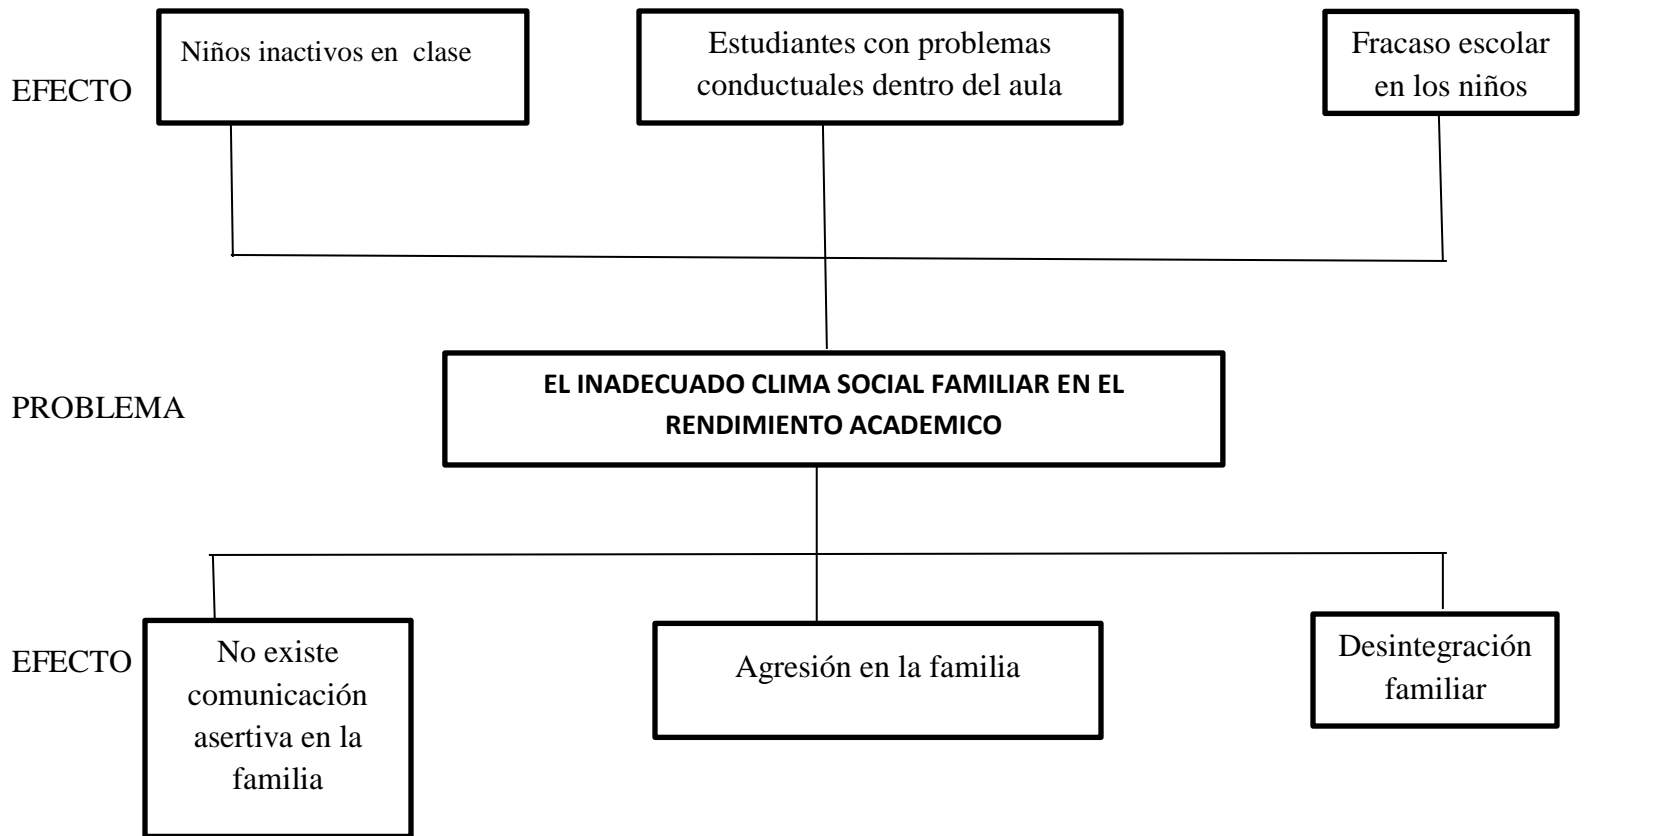 Niños inactivos en clase
Estudiantes con problemas
conductuales dentro del aula
Fracaso escolar
en los niños
EFECTO
EL INADECUADO CLIMA SOCIAL FAMILIAR EN EL
RENDIMIENTO ACADEMICO
PROBLEMA
EFECTO
No existe
comunicación
asertiva en la
familia
Agresión en la familia
Desintegración
familiar